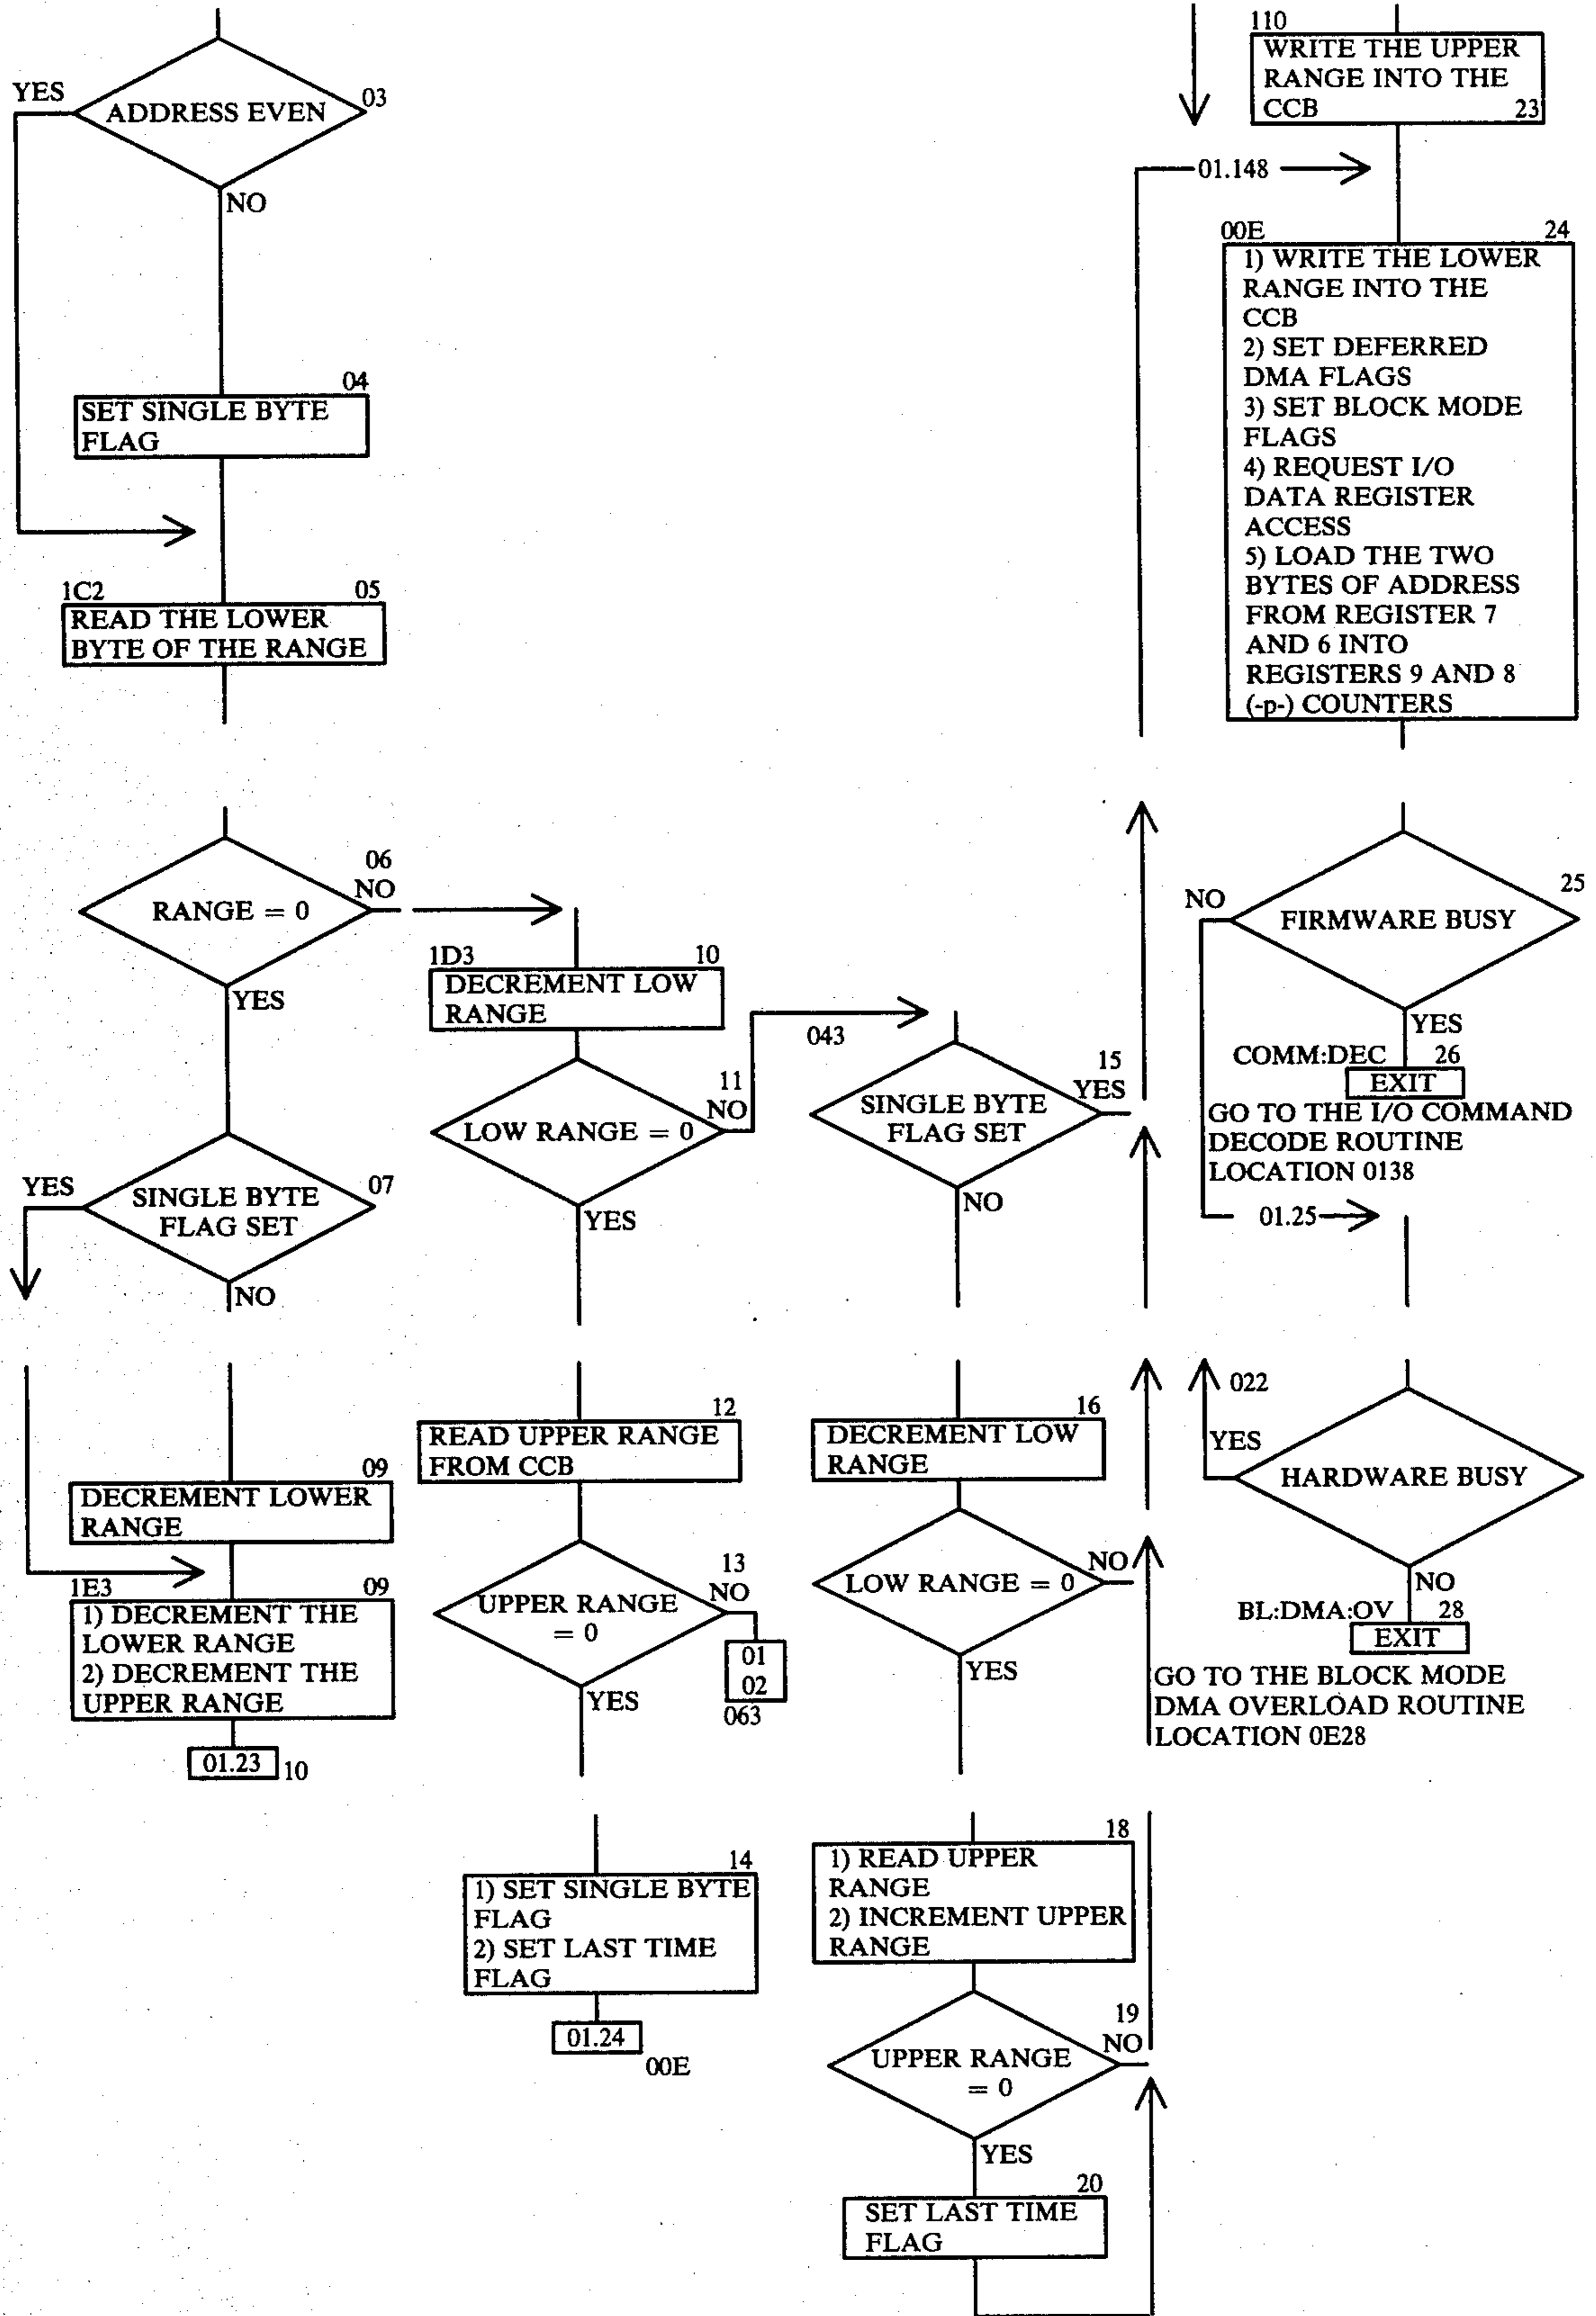 YES
ADDRESS EVEN
03
NO
04
SET SINGLE BYTE
FLAG
1C2
05
READ THE LOWER
BYTE OF THE RANGE
06
NO
RANGE = 0
YES
YES
SINGLE BYTE
FLAG SET
07
NO
09
DECREMENT LOWER
RANGE
1E3
09
1) DECREMENT THE
LOWER RANGE
2) DECREMENT THE
UPPER RANGE
01.23
10
1D3
10
DECREMENT LOW
RANGE
11
NO
LOW RANGE = 0
YES
12
READ UPPER RANGE
FROM CCB
13
NO
UPPER RANGE
= 0
01
02
063
YES
14
1) SET SINGLE BYTE
FLAG
2) SET LAST TIME
FLAG
01.24
00E
043
15
YES
SINGLE BYTE
FLAG SET
NO
16
DECREMENT LOW
RANGE
NO
LOW RANGE = 0
YES
18
1) READ UPPER
RANGE
2) INCREMENT UPPER
RANGE
19
NO
UPPER RANGE
= 0
YES
20
SET LAST TIME
FLAG
110
WRITE THE UPPER
RANGE INTO THE
CCB
23
01.148
00E
24
1) WRITE THE LOWER
RANGE INTO THE
CCB
2) SET DEFERRED
DMA FLAGS
3) SET BLOCK MODE
FLAGS
4) REQUEST I/O
DATA REGISTER
ACCESS
5) LOAD THE TWO
BYTES OF ADDRESS
FROM REGISTER 7
AND 6 INTO
REGISTERS 9 AND 8
(-p-) COUNTERS
25
NO
FIRMWARE BUSY
YES
COMM:DEC
26
EXIT
GO TO THE I/O COMMAND
DECODE ROUTINE
LOCATION 0138
01.25
022
YES
HARDWARE BUSY
NO
BL:DMA:OV
28
EXIT
GO TO THE BLOCK MODE
DMA OVERLOAD ROUTINE
LOCATION 0E28